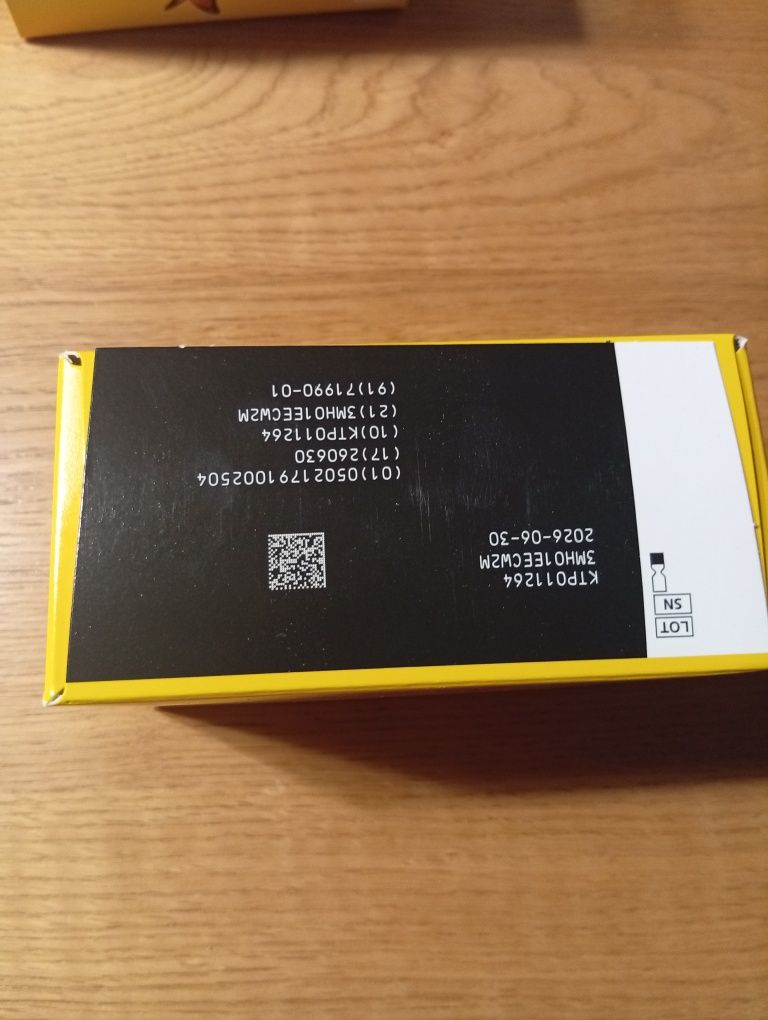 LOT
SN
KTP011264
3MH01EECW2M
2026-06-30
(01)05021791002504
(17)260630
(10)KTP011264
(21)3MH01EECW2M
(91)71990-01